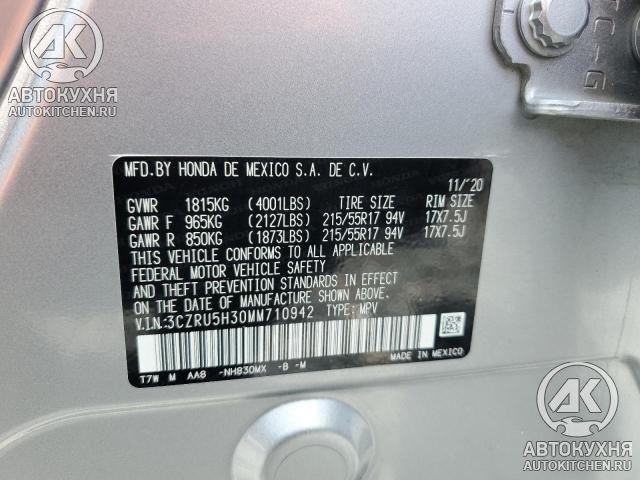 АК
АВТОКУХНЯ
AUTOKITCHEN.RU
MFD.BY HONDA DE MEXICO S.A. DE C.V.
11/'20
GVWR 1815KG (4001LBS) TIRE SIZE RIM SIZE
GAWR F 965KG (2127LBS) 215/55R17 94V 17X7.5J
GAWR R 850KG (1873LBS) 215/55R17 94V 17X7.5J
THIS VEHICLE CONFORMS TO ALL APPLICABLE
FEDERAL MOTOR VEHICLE SAFETY
AND THEFT PREVENTION STANDARDS IN EFFECT
ON THE DATE OF MANUFACTURE SHOWN ABOVE.
V.I.N.:3CZRU5H30MM710942 TYPE: MPV
MADE IN MEXICO
T7W M AA8 -NH830MX -B -M
АК
АВТОКУХНЯ
AUTOKITCHEN.RU